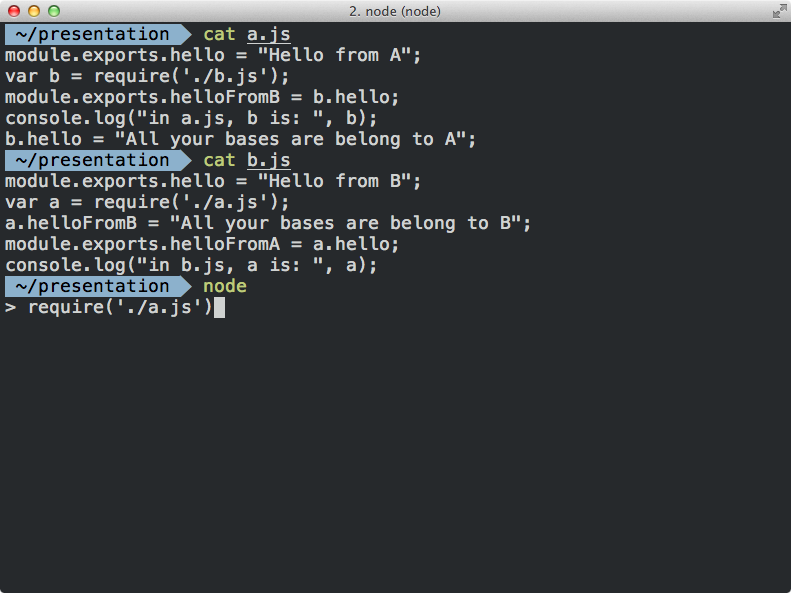 2. node (node)
~/presentation cat a.js
module.exports.hello = "Hello from A";
var b = require('./b.js');
module.exports.helloFromB = b.hello;
console.log("in a.js, b is: ", b);
b.hello = "All your bases are belong to A";
~/presentation cat b.js
module.exports.hello = "Hello from B";
var a = require('./a.js');
a.helloFromB = "All your bases are belong to B";
module.exports.helloFromA = a.hello;
console.log("in b.js, a is: ", a);
~/presentation node
> require('./a.js')